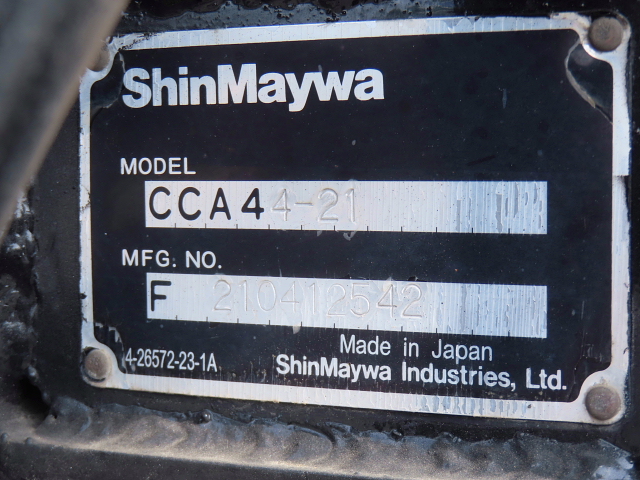 ShinMaywa
MODEL
CCA44-21
MFG. NO.
F 210412542
Made in Japan
4-26572-23-1A
ShinMaywa Industries, Ltd.